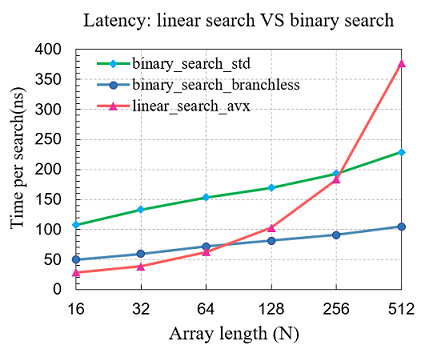 Latency: linear search VS binary search
400
350
300
250
200
150
100
50
0
Time per search(ns)
binary_search_std
binary_search_branchless
linear_search_avx
16 32 64 128 256 512
Array length (N)